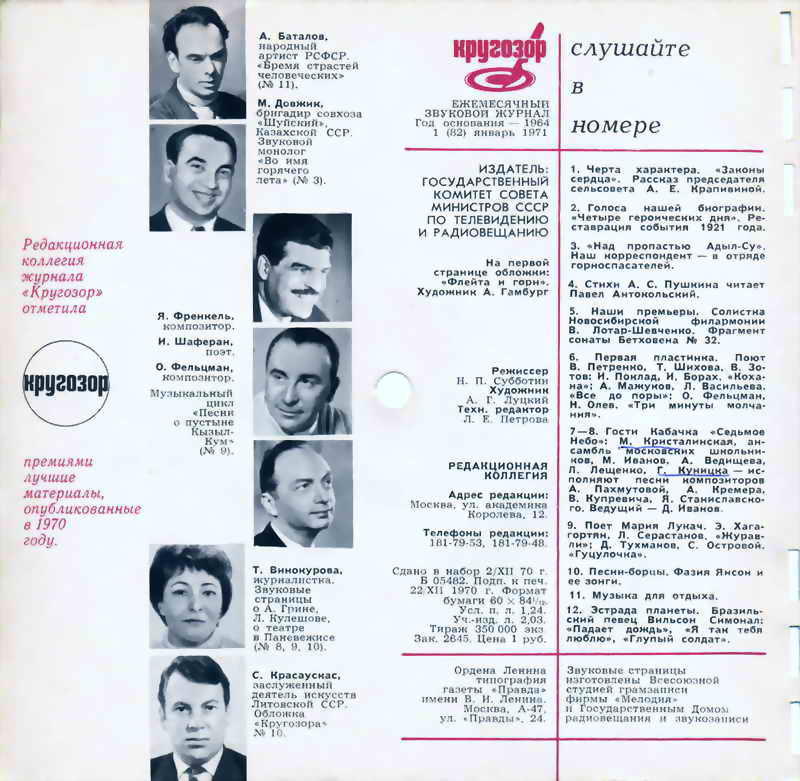 Редакционная
коллегия
журнала
«Кругозор»
отметила
кругозор
премиями
лучшие
материалы,
опубликованные
в 1970
году.
А. Баталов,
народный
артист РСФСР.
«Бремя страстей
человеческих»
(№ 11).
М. Довжик,
бригадир совхоза
«Шуйский»,
Казахской ССР.
Звуковой
монолог
«Во имя
горячего
лета» (№ 3).
Я. Френкель,
композитор.
И. Шаферан,
поэт.
О. Фельцман,
композитор.
Музыкальный
цикл
«Песни
о пустыне
Кызыл-
Кум»
(№ 9).
Т. Винокурова,
журналистка.
Звуковые
страницы
о А. Грине,
Л. Кулешове,
о театре
в Паневежисе
(№ 8, 9, 10).
С. Красаускас,
заслуженный
деятель искусств
Литовской ССР.
Обложка
«Кругозора»
№ 10.
кругозор
ЕЖЕМЕСЯЧНЫЙ
ЗВУКОВОЙ ЖУРНАЛ
Год основания — 1964
1 (82) январь 1971
ИЗДАТЕЛЬ:
ГОСУДАРСТВЕННЫЙ
КОМИТЕТ СОВЕТА
МИНИСТРОВ СССР
ПО ТЕЛЕВИДЕНИЮ
И РАДИОВЕЩАНИЮ
На первой
странице обложки:
«Флейта и горн».
Художник А. Гамбург
Режиссер
Н. П. Субботин
Художник
А. Г. Луцкий
Техн. редактор
Л. Е. Петрова
РЕДАКЦИОННАЯ
КОЛЛЕГИЯ
Адрес редакции:
Москва, ул. академика
Королева, 12.
Телефоны редакции:
181-79-53, 181-79-48.
Сдано в набор 2/XII 70 г.
Б 05482. Подп. к печ.
22/XII 1970 г. Формат
бумаги 60 × 84¹/₁₂.
Усл. п. л. 1,24.
Уч.-изд. л. 2,03.
Тираж 350 000 экз.
Зак. 2645. Цена 1 руб.
Ордена Ленина
типография
газеты «Правда»
имени В. И. Ленина.
Москва, А-47,
ул. «Правды», 24.
слушайте
в
номере
1. Черта характера. «Законы
сердца». Рассказ председателя
сельсовета А. Е. Крапивиной.
2. Голоса нашей биографии.
«Четыре героических дня». Ре-
ставрация события 1921 года.
3. «Над пропастью Адыл-Су».
Наш корреспондент — в отряде
горноспасателей.
4. Стихи А. С. Пушкина читает
Павел Антокольский.
5. Наши премьеры. Солистка
Новосибирской филармонии
В. Лотар-Шевченко. Фрагмент
сонаты Бетховена № 32.
6. Первая пластинка. Поют
В. Петренко, Т. Шихова, В. Зо-
тов: И. Поклад, И. Борах, «Коха-
на»; А. Мажуков, Л. Васильева,
«Все до поры»; О. Фельцман,
Н. Олев, «Три минуты молча-
ния».
7—8. Гости Кабачка «Седьмое
Небо»: М. Кристалинская, ан-
самбль московских школьни-
ков, М. Иванов, А. Ведищева,
Л. Лещенко, Г. Куницка — ис-
полняют песни композиторов
А. Пахмутовой, А. Кремера,
В. Купревича, Я. Станиславско-
го. Ведущий — Д. Иванов.
9. Поет Мария Лукач. Э. Хага-
гортян, Л. Серастанов, «Журав-
ли»; Д. Тухманов, С. Островой,
«Гуцулочка».
10. Песни-борцы. Фазия Янсон и
ее зонги.
11. Музыка для отдыха.
12. Эстрада планеты. Бразиль-
ский певец Вильсон Симонал:
«Падает дождь», «Я так тебя
люблю», «Глупый солдат».
Звуковые страницы
изготовлены Всесоюзной
студией грамзаписи
фирмы «Мелодия»
и Государственным Домом
радиовещания и звукозаписи